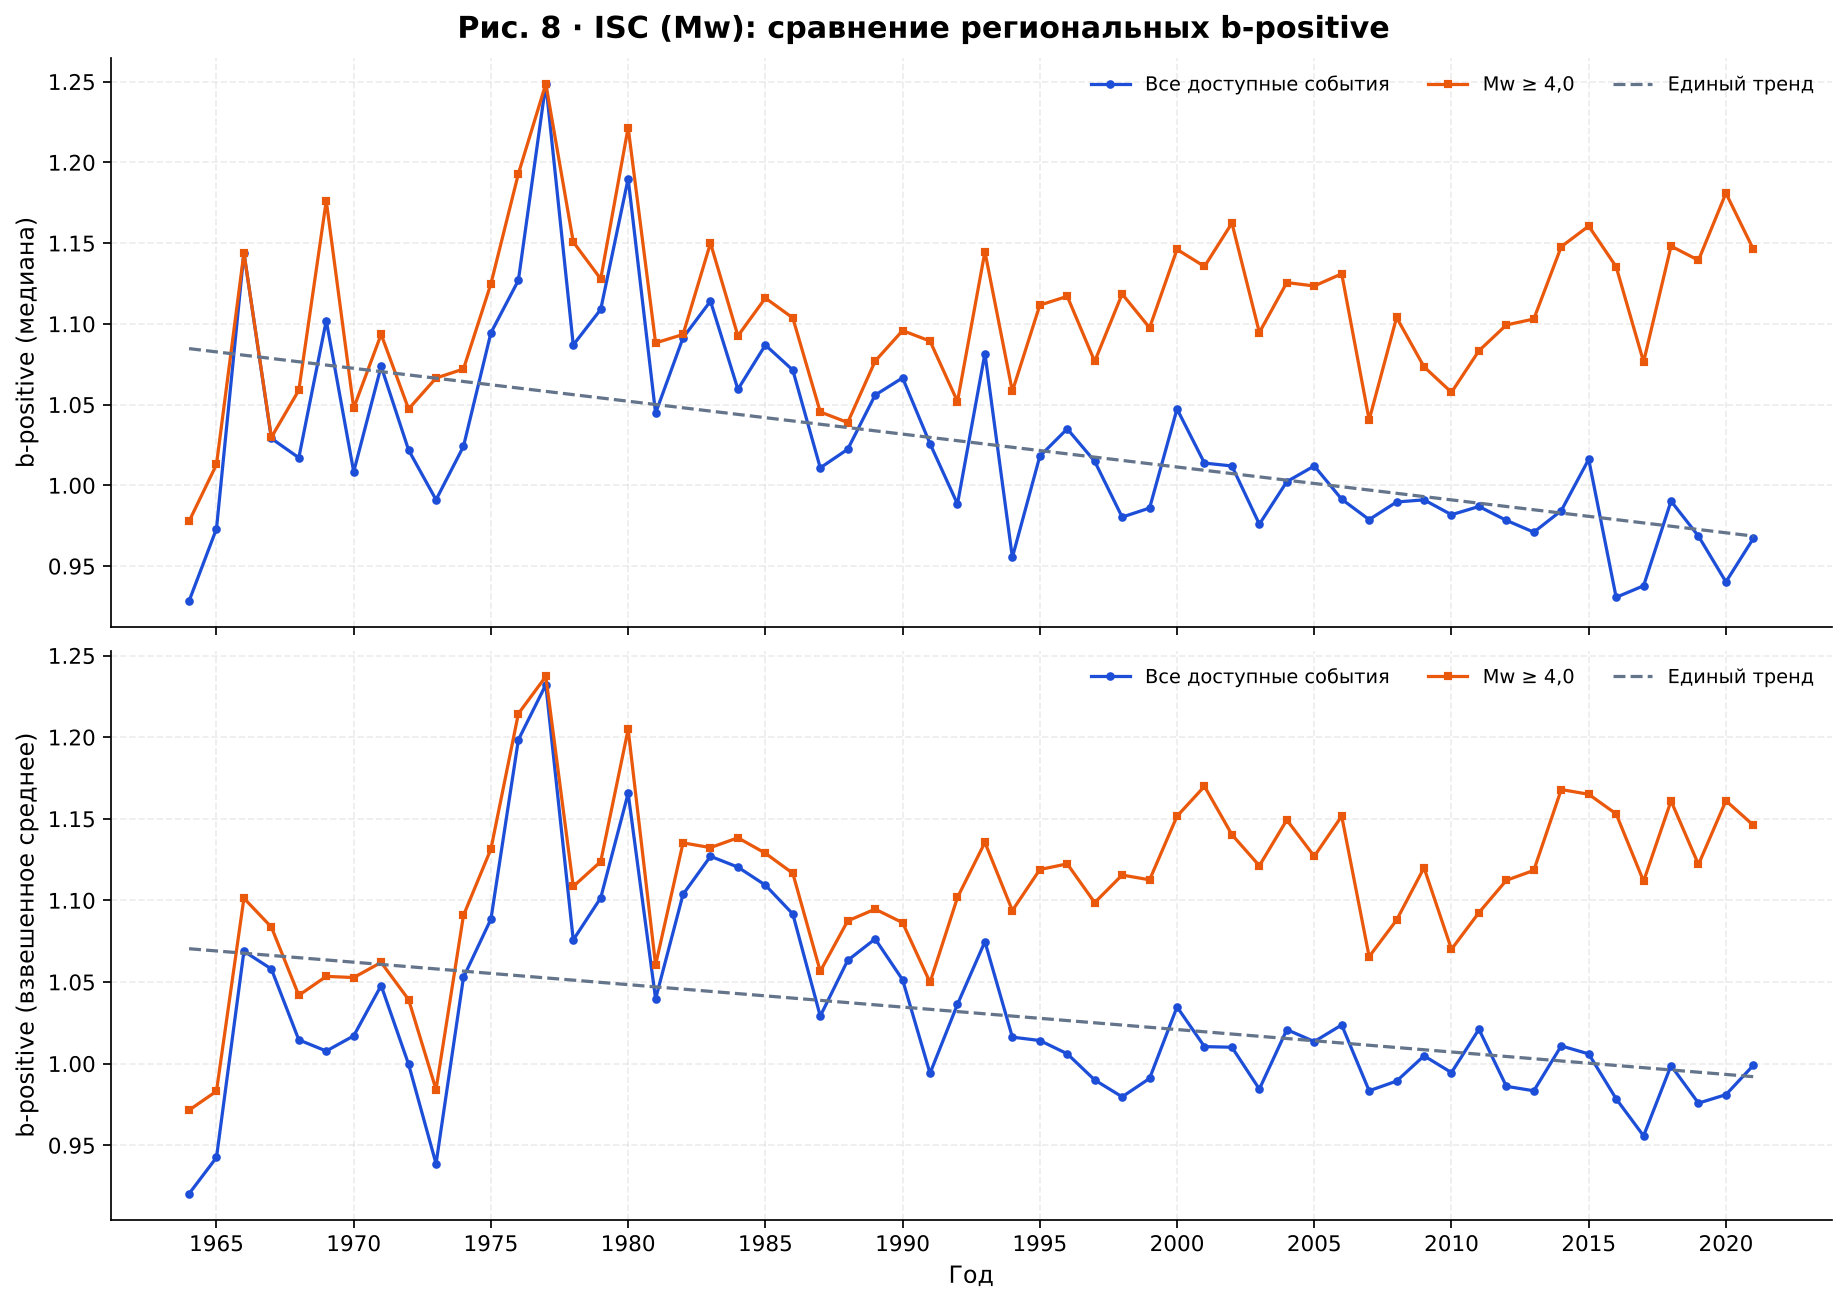 Рис. 8 · ISC (Mw): сравнение региональных b-positive
b-positive (медиана)
1.25
1.20
1.15
1.10
1.05
1.00
0.95
Все доступные события
Mw ≥ 4,0
Единый тренд
b-positive (взвешенное среднее)
1.25
1.20
1.15
1.10
1.05
1.00
0.95
Все доступные события
Mw ≥ 4,0
Единый тренд
1965 1970 1975 1980 1985 1990 1995 2000 2005 2010 2015 2020
Год